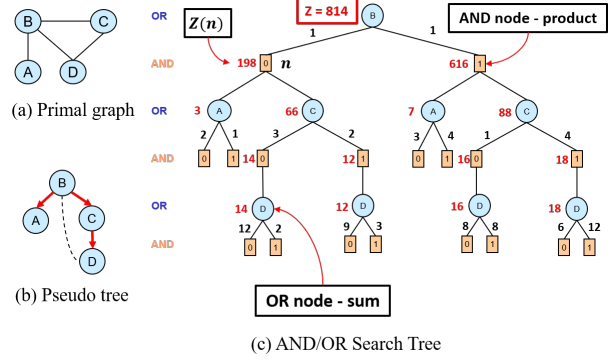 B
C
A
D
(a) Primal graph
B
A
C
D
(b) Pseudo tree
OR
Z = 814
B
Z(n)
1
1
AND node - product
AND
198
0
n
616
1
OR
3
A
66
C
7
A
88
C
2
1
3
2
3
4
1
4
AND
0
1
14
0
12
1
0
1
16
0
18
1
OR
14
D
12
D
16
D
18
D
12
2
9
3
8
8
6
12
AND
0
1
0
1
0
1
0
1
OR node - sum
(c) AND/OR Search Tree